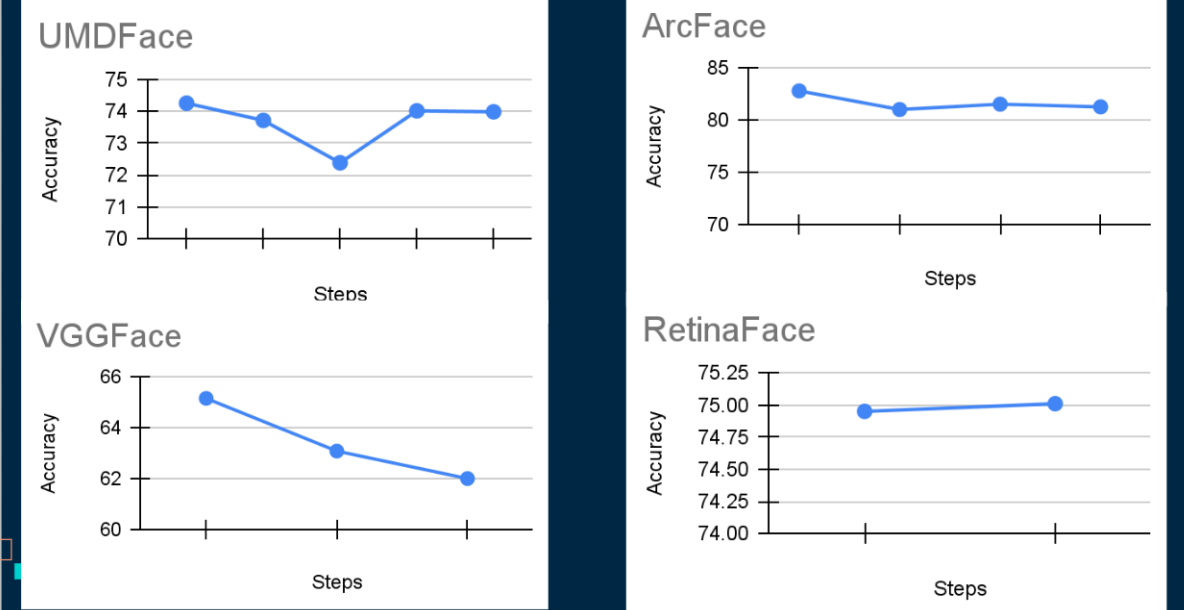 UMDFace
75
74
73
72
71
70
Accuracy
Steps
ArcFace
85
80
75
70
Accuracy
Steps
VGGFace
66
64
62
60
Accuracy
Steps
RetinaFace
75.25
75.00
74.75
74.50
74.25
74.00
Accuracy
Steps